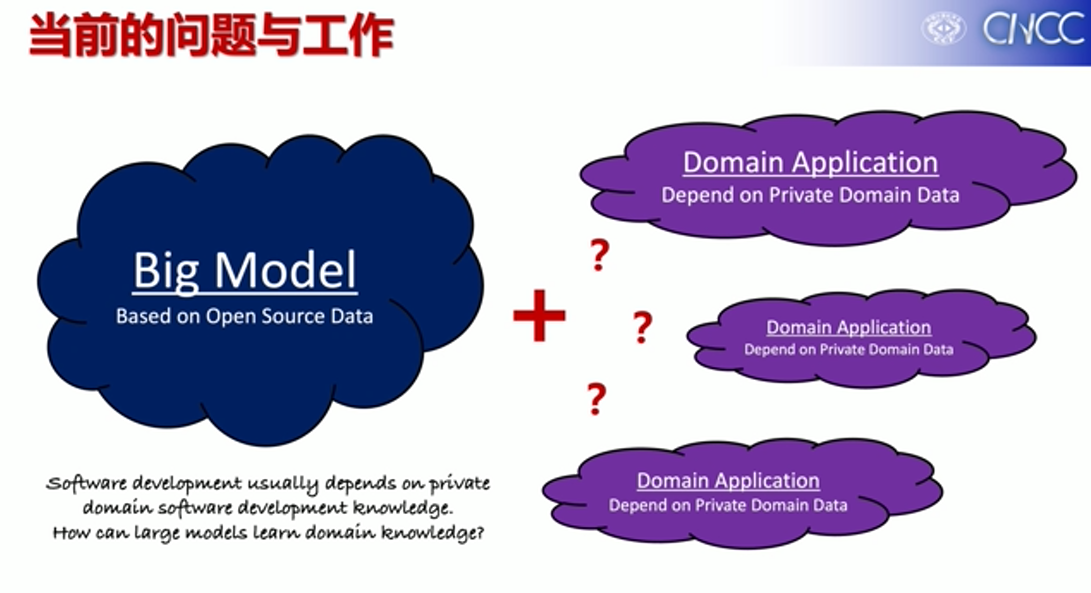 当前的问题与工作
CNCC
Big Model
Based on Open Source Data
+
?
?
?
Domain Application
Depend on Private Domain Data
Domain Application
Depend on Private Domain Data
Domain Application
Depend on Private Domain Data
Software development usually depends on private
domain software development knowledge.
How can large models learn domain knowledge?